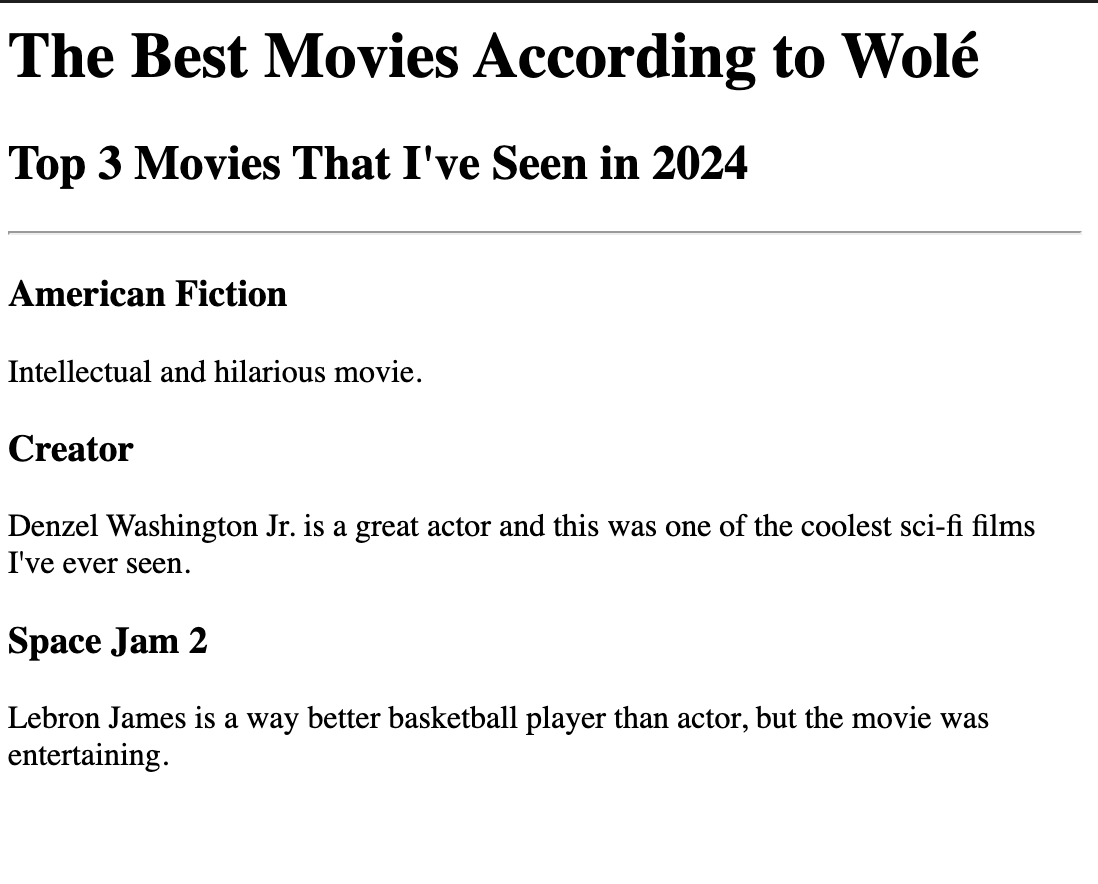 The Best Movies According to Wolé
Top 3 Movies That I've Seen in 2024
American Fiction
Intellectual and hilarious movie.
Creator
Denzel Washington Jr. is a great actor and this was one of the coolest sci-fi films
I've ever seen.
Space Jam 2
Lebron James is a way better basketball player than actor, but the movie was
entertaining.